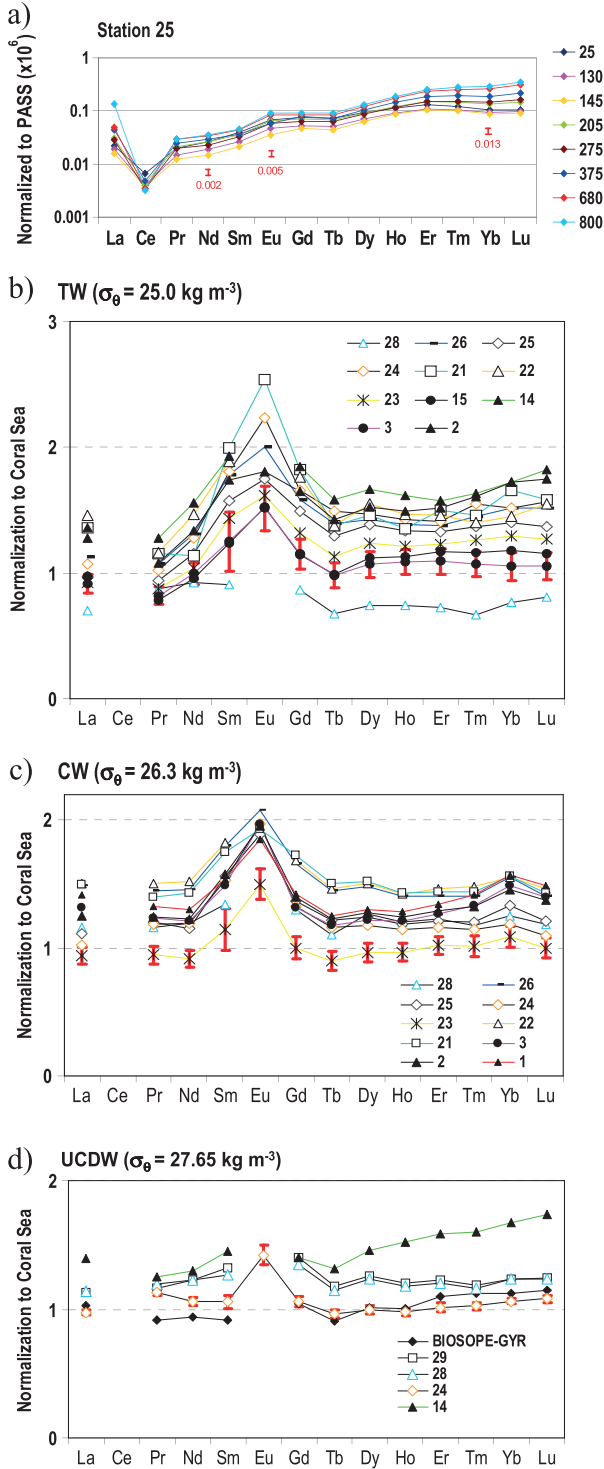 a)
Station 25
Normalized to PASS (x10⁶)
1
0.1
0.01
0.001
0.002
0.005
0.013
La Ce Pr Nd Sm Eu Gd Tb Dy Ho Er Tm Yb Lu
25
130
145
205
275
375
680
800
b) TW (σθ = 25.0 kg m⁻³)
Normalization to Coral Sea
3
2
1
0
28 26 25
24 21 22
23 15 14
3 2
La Ce Pr Nd Sm Eu Gd Tb Dy Ho Er Tm Yb Lu
c) CW (σθ = 26.3 kg m⁻³)
Normalization to Coral Sea
2
1
0
28 26
25 24
23 22
21 3
2 1
La Ce Pr Nd Sm Eu Gd Tb Dy Ho Er Tm Yb Lu
d) UCDW (σθ = 27.65 kg m⁻³)
Normalization to Coral Sea
2
1
0
BIOSOPE-GYR
29
28
24
14
La Ce Pr Nd Sm Eu Gd Tb Dy Ho Er Tm Yb Lu